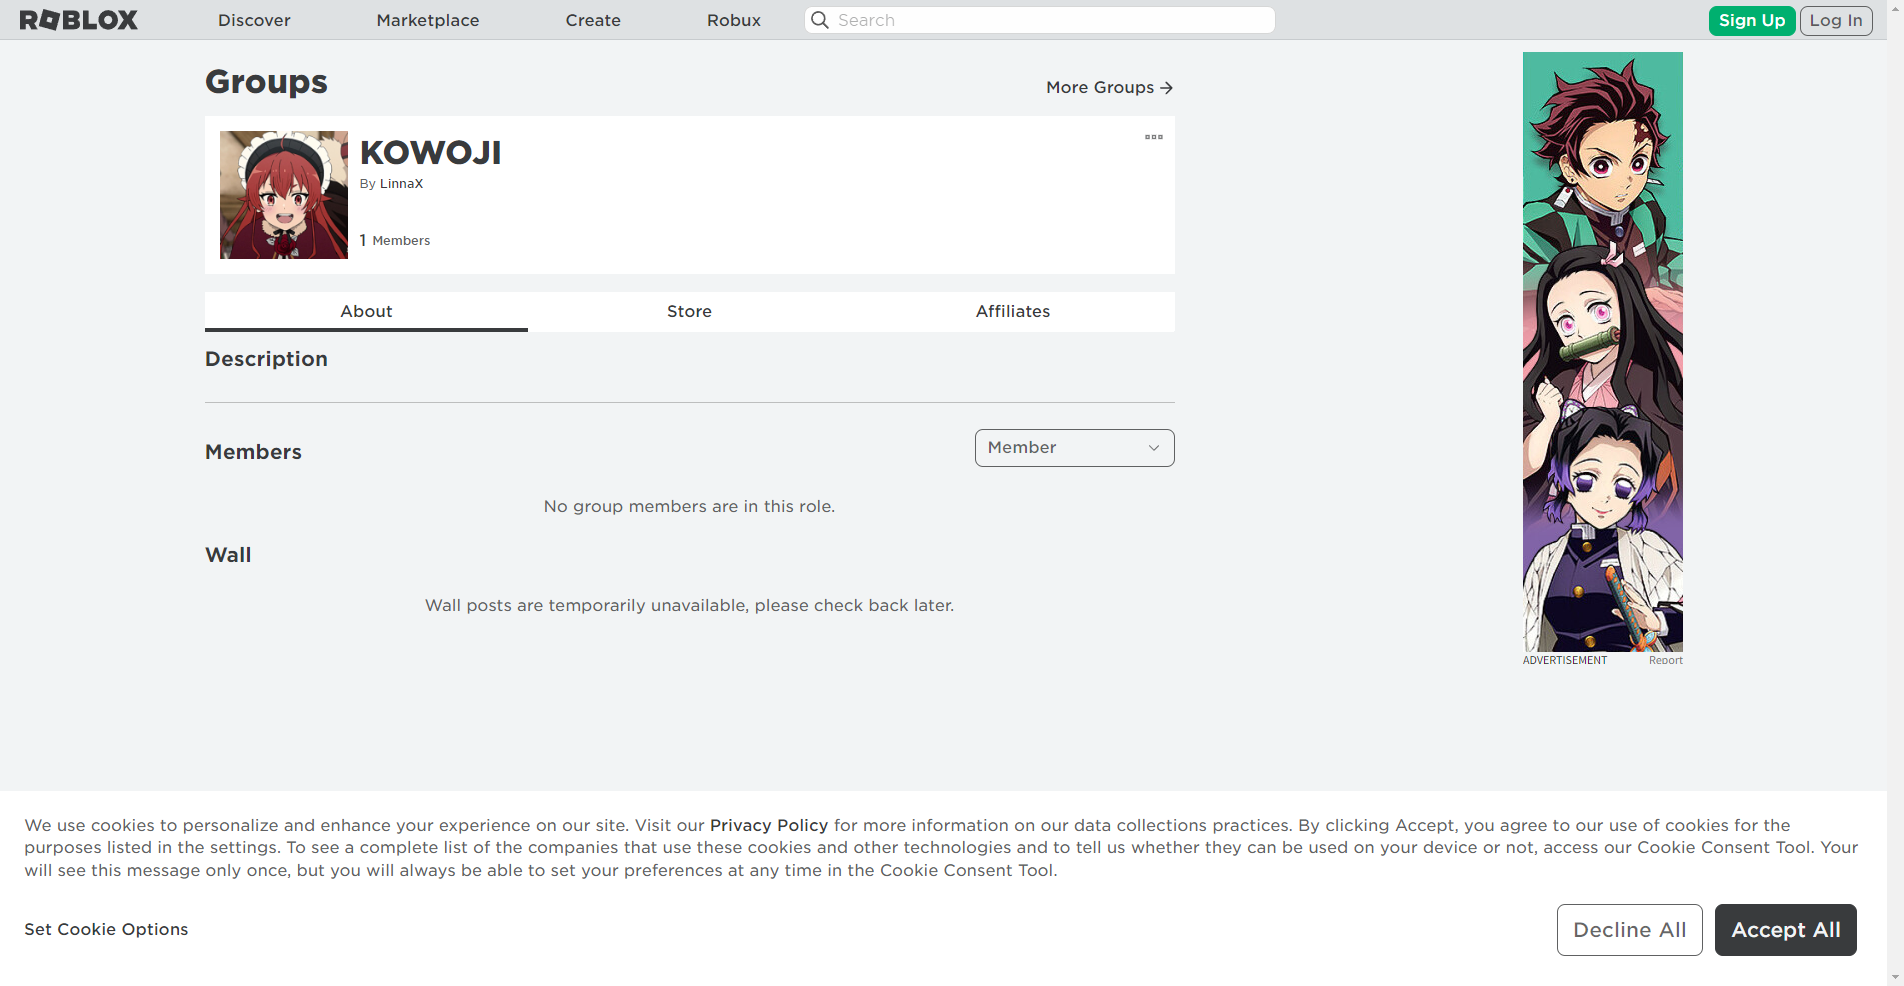 ROBLOX
Discover
Marketplace
Create
Robux
Search
Sign Up
Log In
Groups
More Groups
KOWOJI
By LinnaX
1 Members
About
Store
Affiliates
Description
Members
Member
No group members are in this role.
Wall
Wall posts are temporarily unavailable, please check back later.
ADVERTISEMENT
Report
We use cookies to personalize and enhance your experience on our site. Visit our Privacy Policy for more information on our data collections practices. By clicking Accept, you agree to our use of cookies for the
purposes listed in the settings. To see a complete list of the companies that use these cookies and other technologies and to tell us whether they can be used on your device or not, access our Cookie Consent Tool. Your
will see this message only once, but you will always be able to set your preferences at any time in the Cookie Consent Tool.
Set Cookie Options
Decline All
Accept All